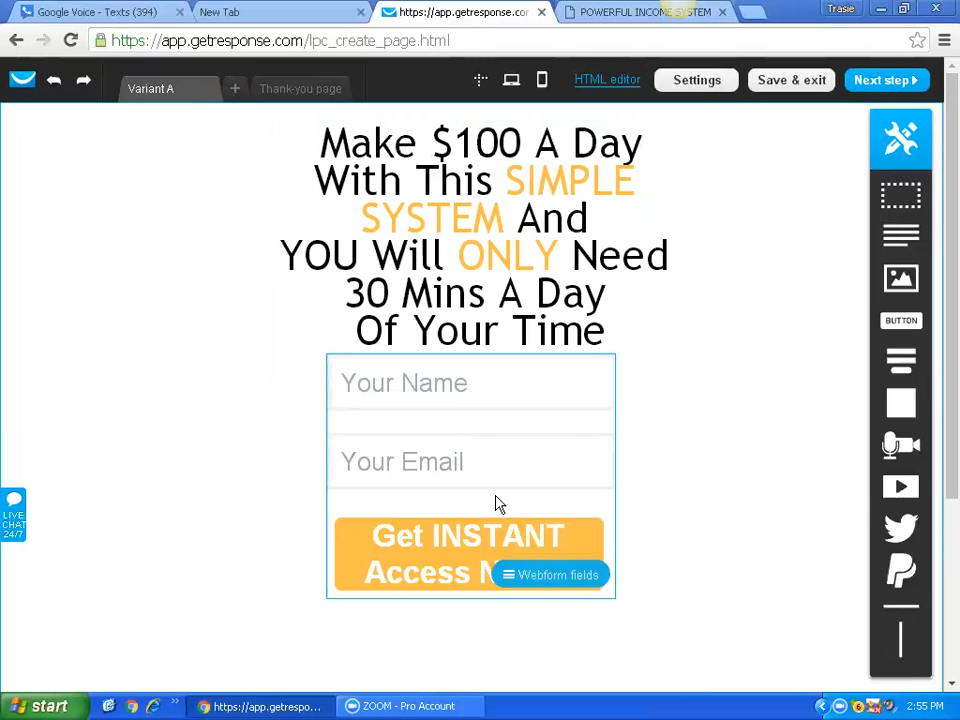 Google Voice - Texts (394)
New Tab
https://app.getresponse.cor
POWERFUL INCOME SYSTEM
Trasie
https://app.getresponse.com/lpc_create_page.html
Variant A
+
Thank-you page
HTML editor
Settings
Save & exit
Next step
Make $100 A Day
With This SIMPLE
SYSTEM And
YOU Will ONLY Need
30 Mins A Day
Of Your Time
Your Name
Your Email
Get INSTANT
Access
Webform fields
BUTTON
LIVE
CHAT
24/7
start
https://app.getrespo...
ZOOM - Pro Account
2:55 PM